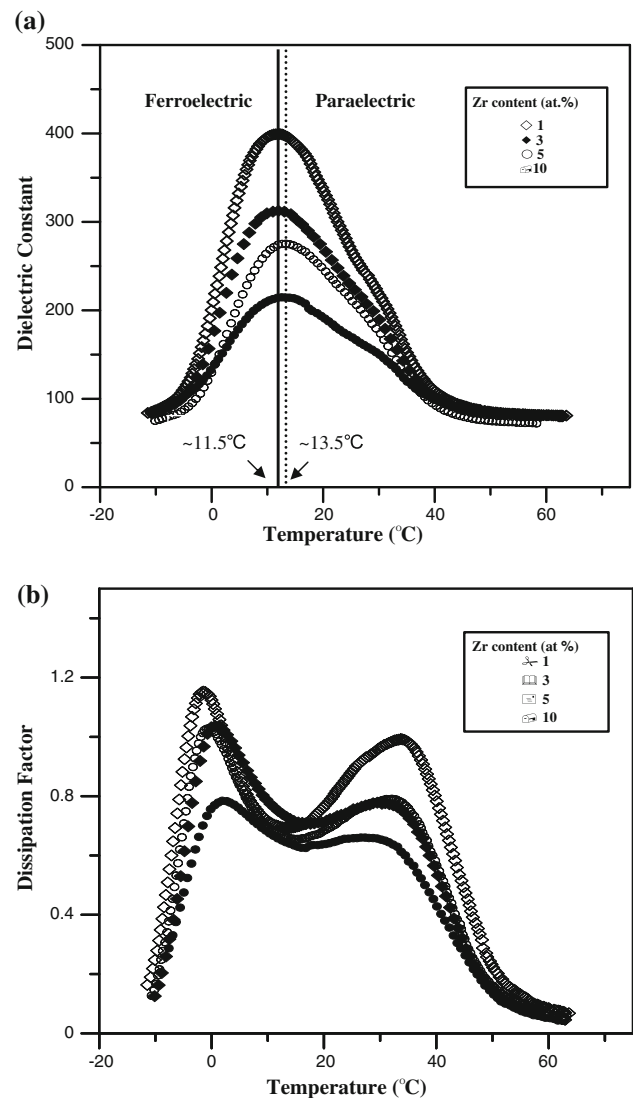 (a)
500
400
300
200
100
0
Dielectric Constant
Ferroelectric
Paraelectric
Zr content (at.%)
1
3
5
10
~11.5°C
~13.5°C
-20
0
20
40
60
Temperature (°C)
(b)
1.2
0.8
0.4
0
Dissipation Factor
Zr content (at %)
1
3
5
10
-20
0
20
40
60
Temperature (°C)